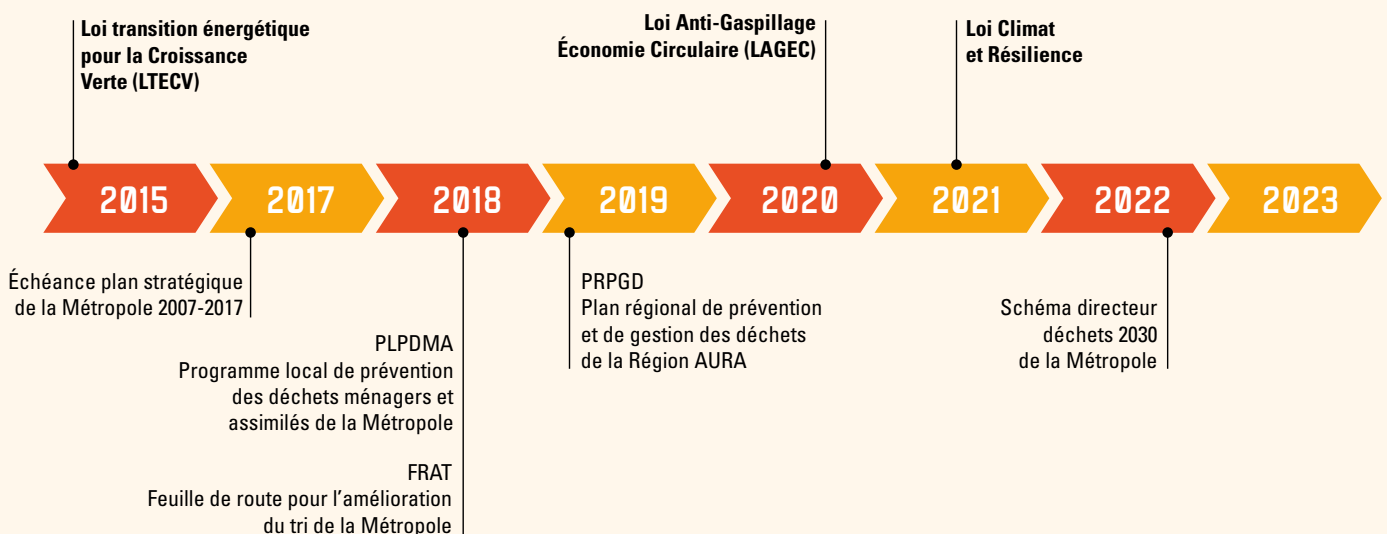 Loi transition énergétique
pour la Croissance
Verte (LTECV)
Loi Anti-Gaspillage
Économie Circulaire (LAGEC)
Loi Climat
et Résilience
2015
2017
2018
2019
2020
2021
2022
2023
Échéance plan stratégique
de la Métropole 2007-2017
PLPDMA
Programme local de prévention
des déchets ménagers et
assimilés de la Métropole
FRAT
Feuille de route pour l’amélioration
du tri de la Métropole
PRPGD
Plan régional de prévention
et de gestion des déchets
de la Région AURA
Schéma directeur
déchets 2030
de la Métropole